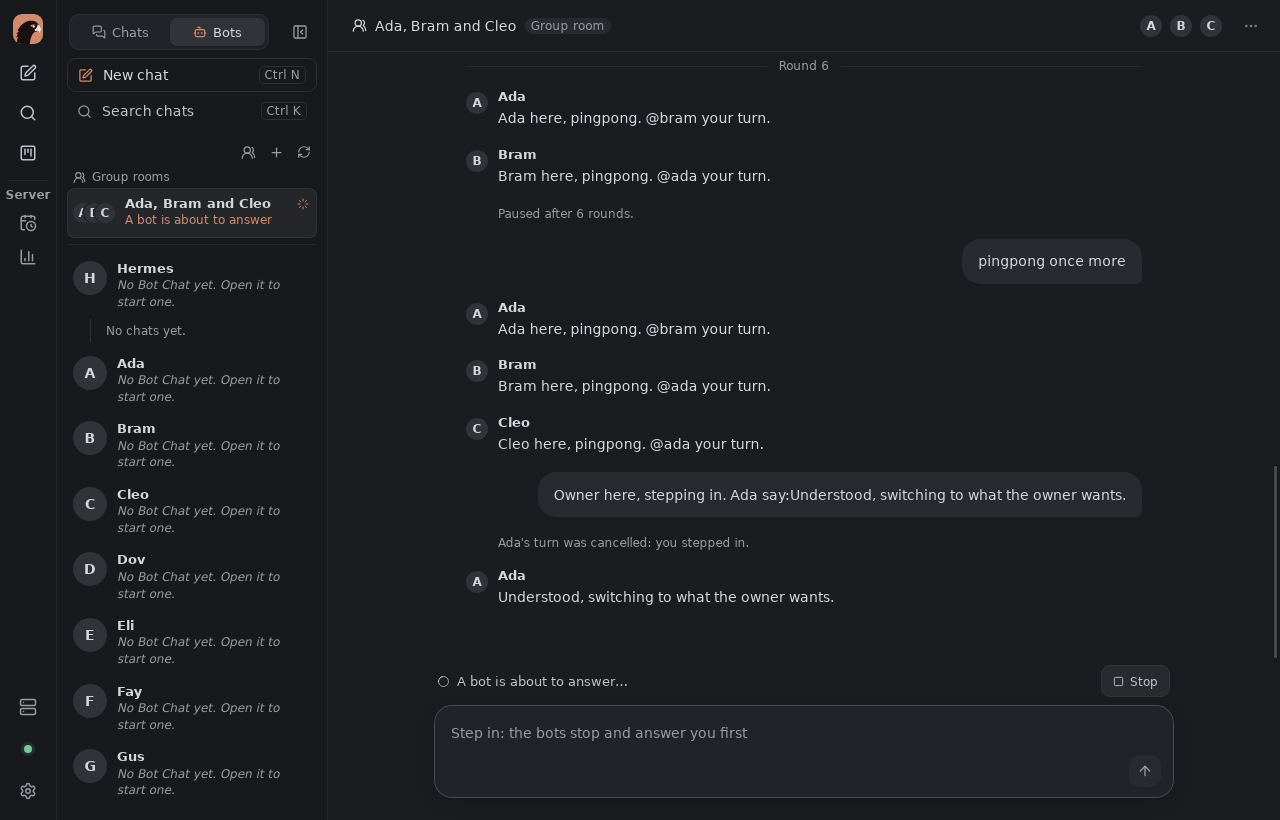 Chats
Bots
New chat
Ctrl N
Search chats
Ctrl K
Server
Group rooms
A
C
Ada, Bram and Cleo
A bot is about to answer
H
Hermes
No Bot Chat yet. Open it to
start one.
No chats yet.
A
Ada
No Bot Chat yet. Open it to
start one.
B
Bram
No Bot Chat yet. Open it to
start one.
C
Cleo
No Bot Chat yet. Open it to
start one.
D
Dov
No Bot Chat yet. Open it to
start one.
E
Eli
No Bot Chat yet. Open it to
start one.
F
Fay
No Bot Chat yet. Open it to
start one.
G
Gus
No Bot Chat yet. Open it to
start one.
Ada, Bram and Cleo
Group room
A
B
C
Round 6
A
Ada
Ada here, pingpong. @bram your turn.
B
Bram
Bram here, pingpong. @ada your turn.
Paused after 6 rounds.
pingpong once more
A
Ada
Ada here, pingpong. @bram your turn.
B
Bram
Bram here, pingpong. @ada your turn.
C
Cleo
Cleo here, pingpong. @ada your turn.
Owner here, stepping in. Ada say:Understood, switching to what the owner wants.
Ada's turn was cancelled: you stepped in.
A
Ada
Understood, switching to what the owner wants.
A bot is about to answer…
Stop
Step in: the bots stop and answer you first